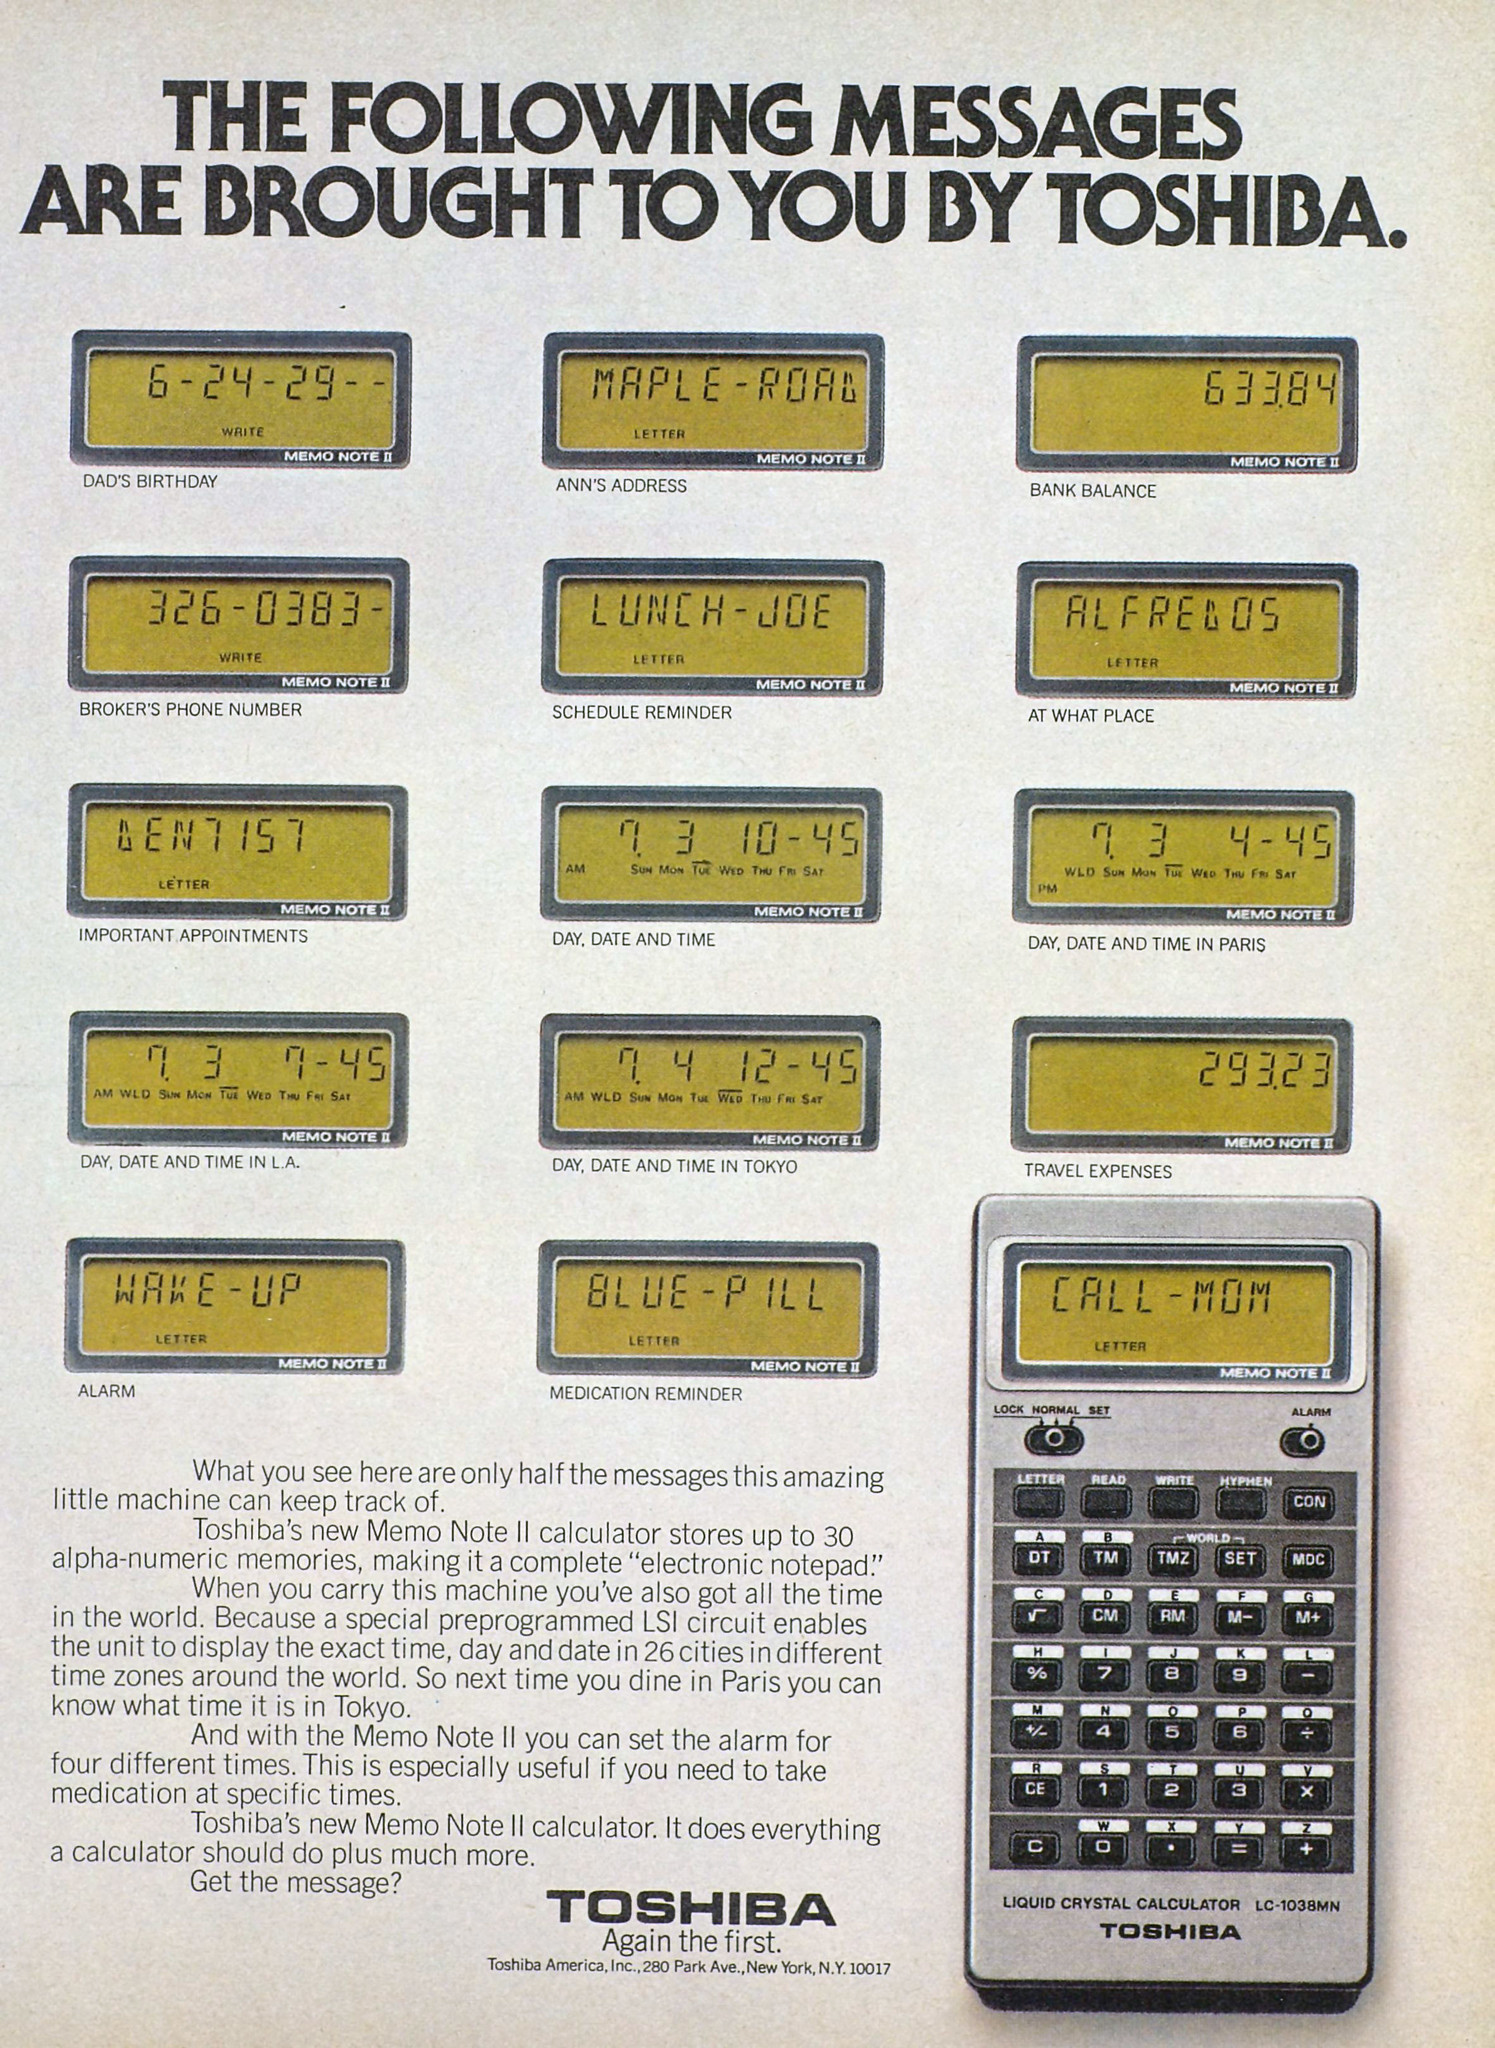 THE FOLLOWING MESSAGES
ARE BROUGHT TO YOU BY TOSHIBA.
6-24-29--
WRITE
MEMO NOTE II
DAD'S BIRTHDAY
MAPLE-ROAD
LETTER
MEMO NOTE II
ANN'S ADDRESS
633.84
MEMO NOTE II
BANK BALANCE
326-0383-
WRITE
MEMO NOTE II
BROKER'S PHONE NUMBER
LUNCH-JOE
LETTER
MEMO NOTE II
SCHEDULE REMINDER
ALFREDOS
LETTER
MEMO NOTE II
AT WHAT PLACE
DENTIST
LETTER
MEMO NOTE II
IMPORTANT APPOINTMENTS
7. 3 10-45
AM SUN MON TUE WED THU FRI SAT
MEMO NOTE II
DAY, DATE AND TIME
7. 3 4-45
WLD SUN MON TUE WED THU FRI SAT
PM
MEMO NOTE II
DAY, DATE AND TIME IN PARIS
7. 3 7-45
AM WLD SUN MON TUE WED THU FRI SAT
MEMO NOTE II
DAY, DATE AND TIME IN L.A.
7. 4 12-45
AM WLD SUN MON TUE WED THU FRI SAT
MEMO NOTE II
DAY, DATE AND TIME IN TOKYO
293.23
MEMO NOTE II
TRAVEL EXPENSES
WAKE-UP
LETTER
MEMO NOTE II
ALARM
BLUE-PILL
LETTER
MEMO NOTE II
MEDICATION REMINDER
What you see here are only half the messages this amazing
little machine can keep track of.
Toshiba's new Memo Note II calculator stores up to 30
alpha-numeric memories, making it a complete "electronic notepad."
When you carry this machine you've also got all the time
in the world. Because a special preprogrammed LSI circuit enables
the unit to display the exact time, day and date in 26 cities in different
time zones around the world. So next time you dine in Paris you can
know what time it is in Tokyo.
And with the Memo Note II you can set the alarm for
four different times. This is especially useful if you need to take
medication at specific times.
Toshiba's new Memo Note II calculator. It does everything
a calculator should do plus much more.
Get the message?
TOSHIBA
Again the first.
Toshiba America, Inc., 280 Park Ave., New York, N.Y. 10017
CALL-MOM
LETTER
MEMO NOTE II
LOCK NORMAL SET ALARM
LETTER READ WRITE HYPHEN
CON
A B WORLD
DT TM TMZ SET MDC
C D E F G
√ CM RM M- M+
H I J K L
% 7 8 9 −
M N O P Q
+/- 4 5 6 ÷
R S T U V
CE 1 2 3 ×
W X Y Z
C 0 . = +
LIQUID CRYSTAL CALCULATOR LC-1038MN
TOSHIBA